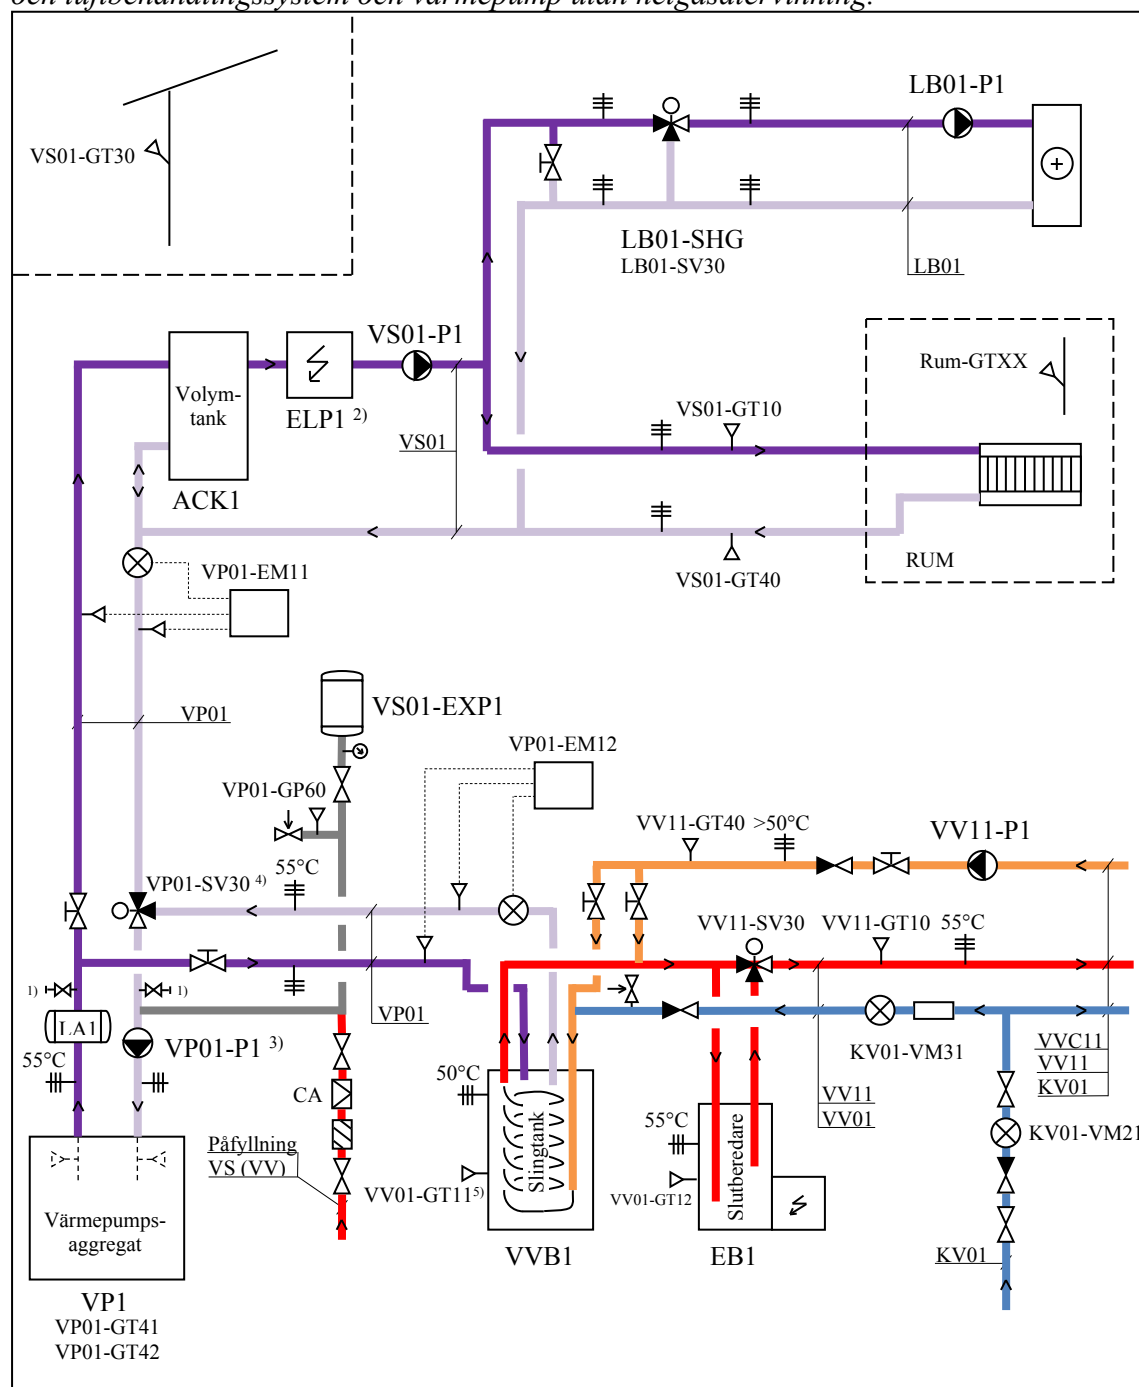 och luftbehandlingssystem och värmepump utan hetgasåtervinning.
VS01-GT30
LB01-P1
LB01-SHG
LB01-SV30
LB01
VS01-P1
Volym-
tank
ELP1 2)
ACK1
VS01
VS01-GT10
Rum-GTXX
VS01-GT40
RUM
VP01-EM11
VP01
VS01-EXP1
VP01-EM12
VP01-GP60
VV11-GT40 >50°C
VV11-P1
55°C
VP01-SV30 4)
VV11-SV30
VV11-GT10
55°C
1)
1)
LA1
VP01-P1 3)
55°C
VP01
KV01-VM31
VVC11
VV11
KV01
50°C
CA
VV11
VV01
55°C
KV01-VM21
Påfyllning
VS (VV)
VV01-GT11 5)
Slingtank
VV01-GT12
Slutberedare
Värmepumps-
aggregat
VVB1
EB1
KV01
VP1
VP01-GT41
VP01-GT42